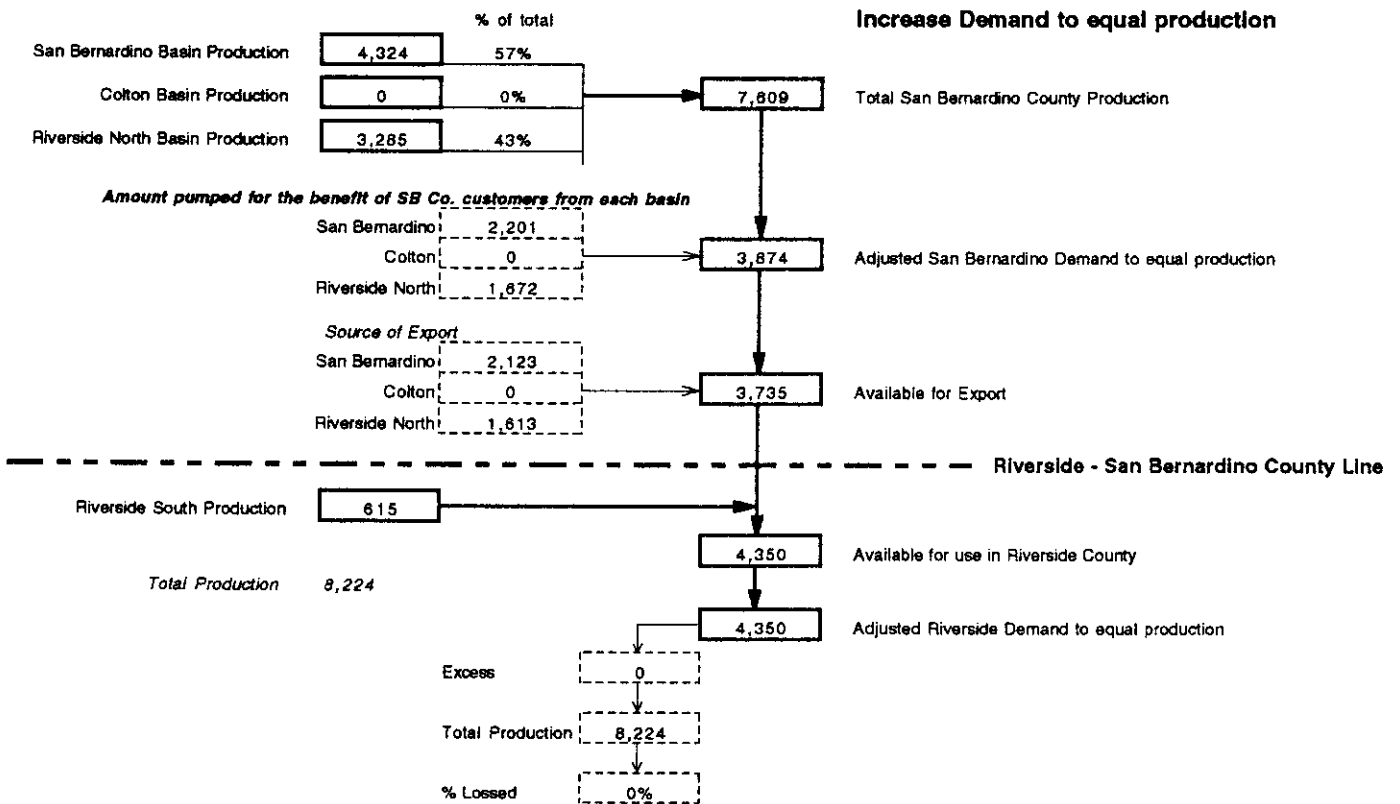 % of total
Increase Demand to equal production
San Bernardino Basin Production 4,324 57%
Colton Basin Production 0 0% 7,609 Total San Bernardino County Production
Riverside North Basin Production 3,285 43%
Amount pumped for the benefit of SB Co. customers from each basin
San Bernardino 2,201
Colton 0 3,874 Adjusted San Bernardino Demand to equal production
Riverside North 1,672
Source of Export
San Bernardino 2,123
Colton 0 3,735 Available for Export
Riverside North 1,613
Riverside - San Bernardino County Line
Riverside South Production 615
4,350 Available for use in Riverside County
Total Production 8,224
4,350 Adjusted Riverside Demand to equal production
Excess 0
Total Production 8,224
% Lossed 0%